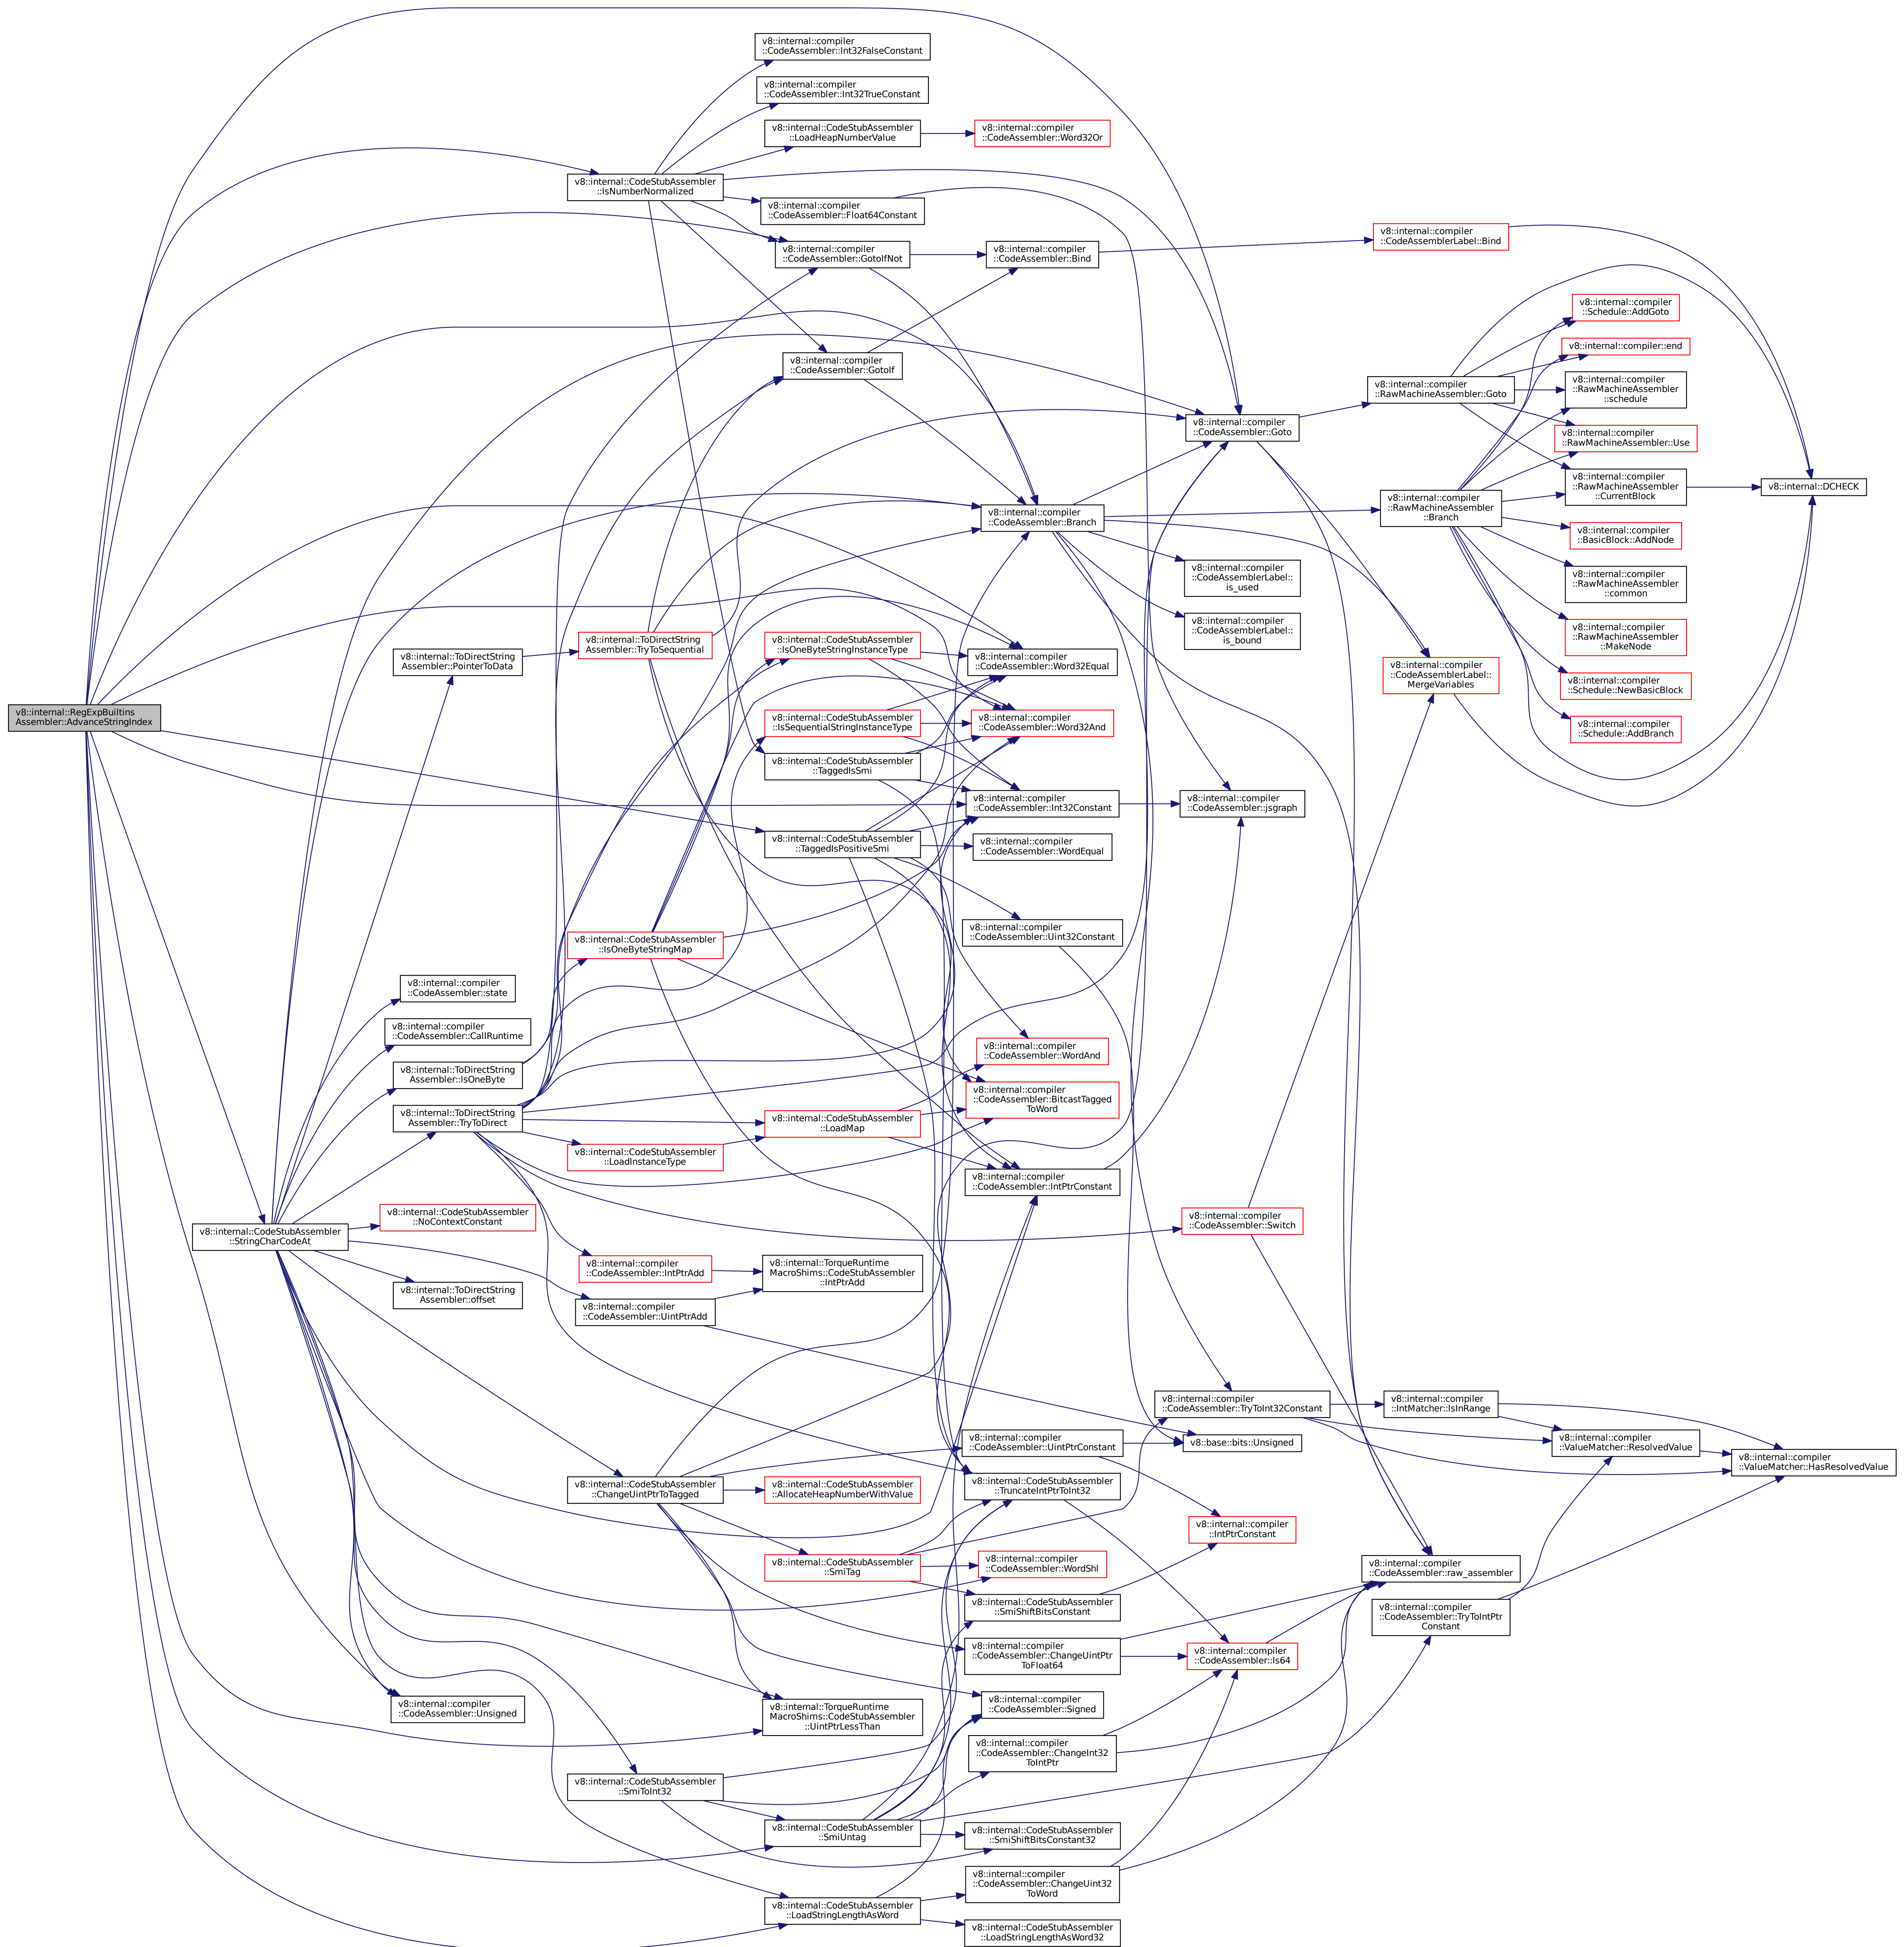 v8::internal::compiler
::CodeAssembler::Int32FalseConstant
v8::internal::compiler
::CodeAssembler::Int32TrueConstant
v8::internal::CodeStubAssembler
::LoadHeapNumberValue
v8::internal::compiler
::CodeAssembler::Word32Or
v8::internal::CodeStubAssembler
::IsNumberNormalized
v8::internal::compiler
::CodeAssembler::Float64Constant
v8::internal::compiler
::CodeAssembler::GotoIfNot
v8::internal::compiler
::CodeAssembler::Bind
v8::internal::compiler
::CodeAssemblerLabel::Bind
v8::internal::compiler
::Schedule::AddGoto
v8::internal::compiler::end
v8::internal::compiler
::CodeAssembler::GotoIf
v8::internal::compiler
::RawMachineAssembler::Goto
v8::internal::compiler
::RawMachineAssembler
::schedule
v8::internal::compiler
::CodeAssembler::Goto
v8::internal::compiler
::RawMachineAssembler::Use
v8::internal::compiler
::RawMachineAssembler
::CurrentBlock
v8::internal::DCHECK
v8::internal::compiler
::CodeAssembler::Branch
v8::internal::compiler
::RawMachineAssembler
::Branch
v8::internal::compiler
::BasicBlock::AddNode
v8::internal::compiler
::CodeAssemblerLabel::
is_used
v8::internal::compiler
::RawMachineAssembler
::common
v8::internal::compiler
::CodeAssemblerLabel::
is_bound
v8::internal::compiler
::RawMachineAssembler
::MakeNode
v8::internal::ToDirectString
Assembler::PointerToData
v8::internal::ToDirectString
Assembler::TryToSequential
v8::internal::CodeStubAssembler
::IsOneByteStringInstanceType
v8::internal::compiler
::CodeAssembler::Word32Equal
v8::internal::compiler
::CodeAssemblerLabel::
MergeVariables
v8::internal::compiler
::Schedule::NewBasicBlock
v8::internal::RegExpBuiltins
Assembler::AdvanceStringIndex
v8::internal::CodeStubAssembler
::IsSequentialStringInstanceType
v8::internal::compiler
::CodeAssembler::Word32And
v8::internal::compiler
::Schedule::AddBranch
v8::internal::CodeStubAssembler
::TaggedIsSmi
v8::internal::compiler
::CodeAssembler::Int32Constant
v8::internal::compiler
::CodeAssembler::jsgraph
v8::internal::CodeStubAssembler
::TaggedIsPositiveSmi
v8::internal::compiler
::CodeAssembler::WordEqual
v8::internal::compiler
::CodeAssembler::Uint32Constant
v8::internal::CodeStubAssembler
::IsOneByteStringMap
v8::internal::compiler
::CodeAssembler::state
v8::internal::compiler
::CodeAssembler::CallRuntime
v8::internal::compiler
::CodeAssembler::WordAnd
v8::internal::ToDirectString
Assembler::IsOneByte
v8::internal::compiler
::CodeAssembler::BitcastTagged
ToWord
v8::internal::ToDirectString
Assembler::TryToDirect
v8::internal::CodeStubAssembler
::LoadMap
v8::internal::CodeStubAssembler
::LoadInstanceType
v8::internal::compiler
::CodeAssembler::IntPtrConstant
v8::internal::CodeStubAssembler
::StringCharCodeAt
v8::internal::CodeStubAssembler
::NoContextConstant
v8::internal::compiler
::CodeAssembler::Switch
v8::internal::compiler
::CodeAssembler::IntPtrAdd
v8::internal::TorqueRuntime
MacroShims::CodeStubAssembler
::IntPtrAdd
v8::internal::ToDirectString
Assembler::offset
v8::internal::compiler
::CodeAssembler::UintPtrAdd
v8::internal::compiler
::CodeAssembler::TryToInt32Constant
v8::internal::compiler
::IntMatcher::IsInRange
v8::internal::compiler
::CodeAssembler::UintPtrConstant
v8::base::bits::Unsigned
v8::internal::compiler
::ValueMatcher::ResolvedValue
v8::internal::compiler
::ValueMatcher::HasResolvedValue
v8::internal::CodeStubAssembler
::ChangeUintPtrToTagged
v8::internal::CodeStubAssembler
::AllocateHeapNumberWithValue
v8::internal::CodeStubAssembler
::TruncateIntPtrToInt32
v8::internal::compiler
::IntPtrConstant
v8::internal::CodeStubAssembler
::SmiTag
v8::internal::compiler
::CodeAssembler::WordShl
v8::internal::compiler
::CodeAssembler::raw_assembler
v8::internal::CodeStubAssembler
::SmiShiftBitsConstant
v8::internal::compiler
::CodeAssembler::TryToIntPtr
Constant
v8::internal::compiler
::CodeAssembler::ChangeUintPtr
ToFloat64
v8::internal::compiler
::CodeAssembler::Is64
v8::internal::compiler
::CodeAssembler::Unsigned
v8::internal::TorqueRuntime
MacroShims::CodeStubAssembler
::UintPtrLessThan
v8::internal::compiler
::CodeAssembler::Signed
v8::internal::compiler
::CodeAssembler::ChangeInt32
ToIntPtr
v8::internal::CodeStubAssembler
::SmiToInt32
v8::internal::CodeStubAssembler
::SmiUntag
v8::internal::CodeStubAssembler
::SmiShiftBitsConstant32
v8::internal::compiler
::CodeAssembler::ChangeUint32
ToWord
v8::internal::CodeStubAssembler
::LoadStringLengthAsWord
v8::internal::CodeStubAssembler
::LoadStringLengthAsWord32